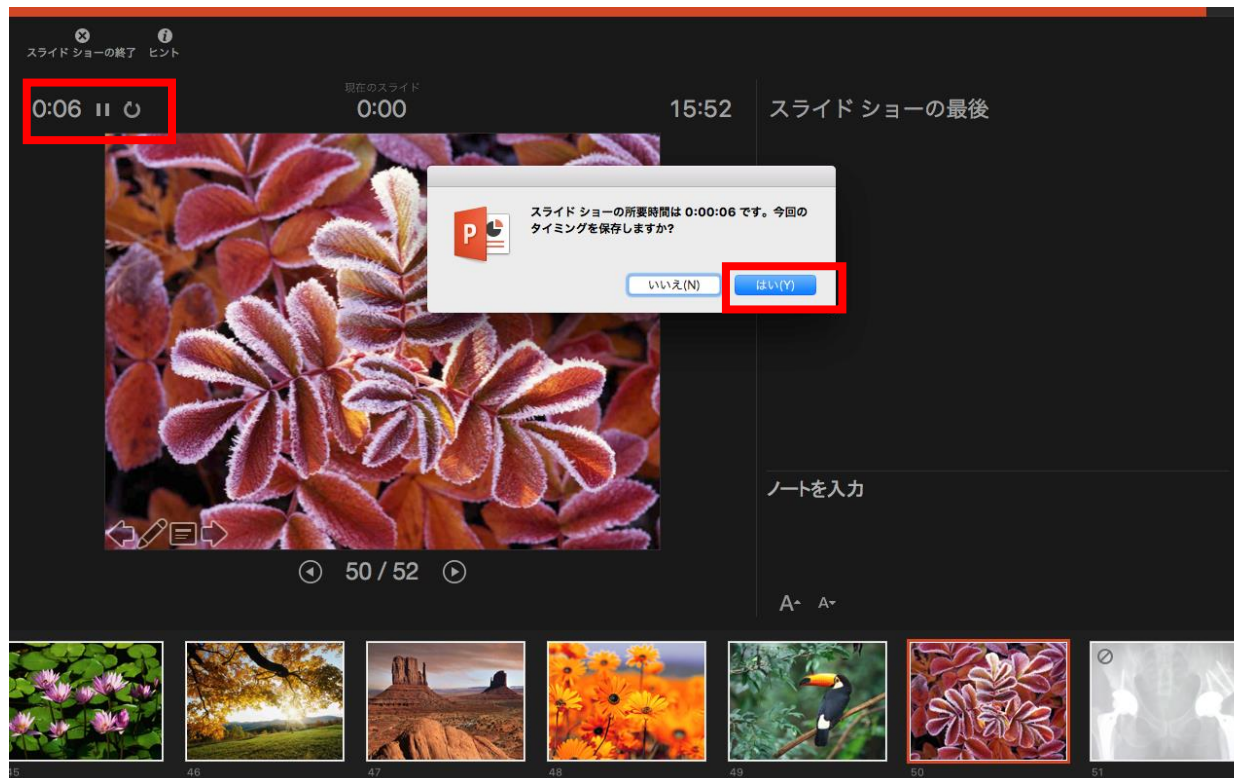 スライド ショーの終了 ヒント
0:06
現在のスライド
0:00
15:52
スライド ショーの最後
P
スライド ショーの所要時間は 0:00:06 です。今回の
タイミングを保存しますか?
いいえ(N) はい(Y)
ノートを入力
50 / 52
A A
45 46 47 48 49 50 51